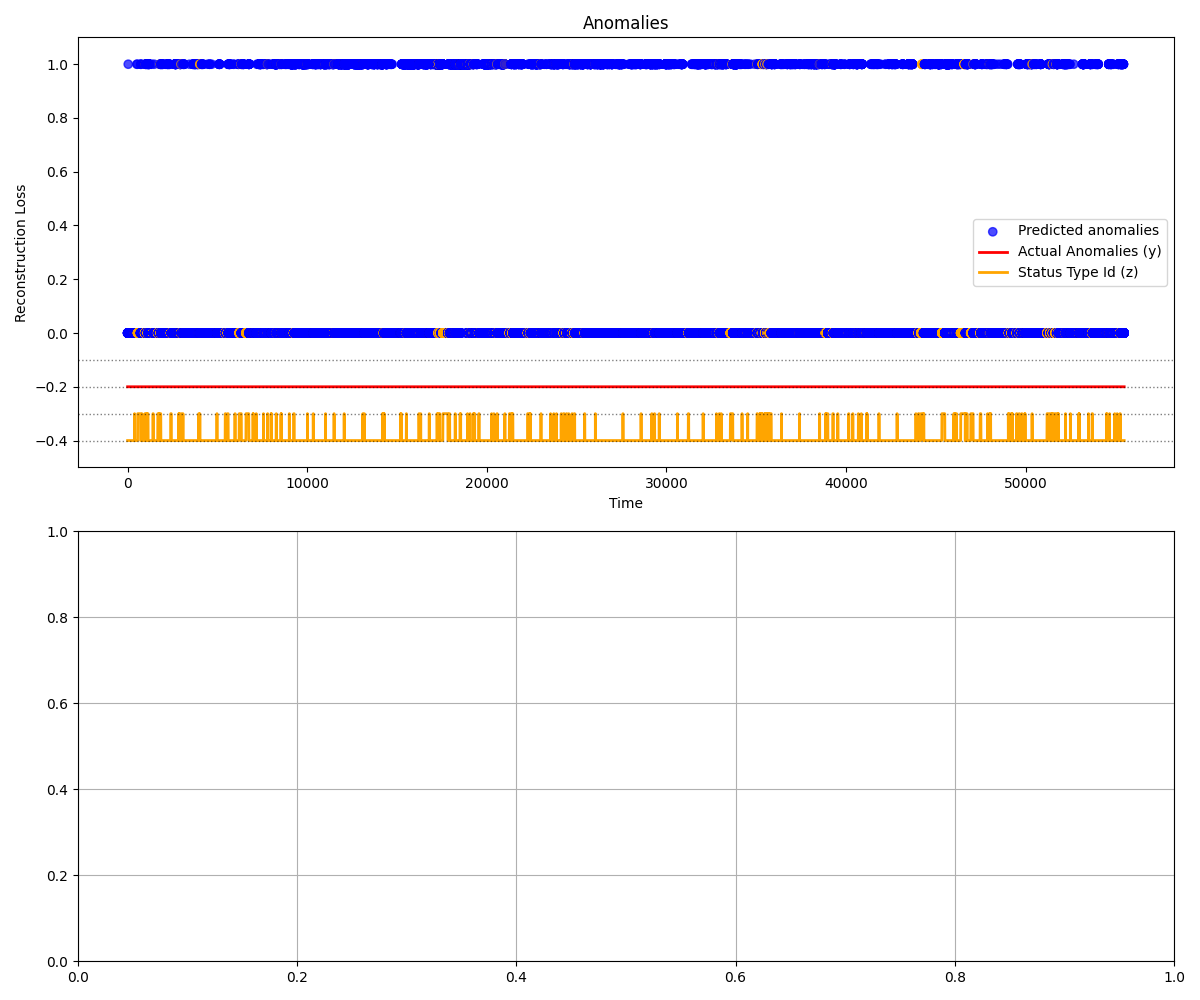 Anomalies
Reconstruction Loss
1.0
0.8
0.6
0.4
0.2
0.0
−0.2
−0.4
Predicted anomalies
Actual Anomalies (y)
Status Type Id (z)
0 10000 20000 30000 40000 50000
Time
1.0
0.8
0.6
0.4
0.2
0.0
0.0 0.2 0.4 0.6 0.8 1.0